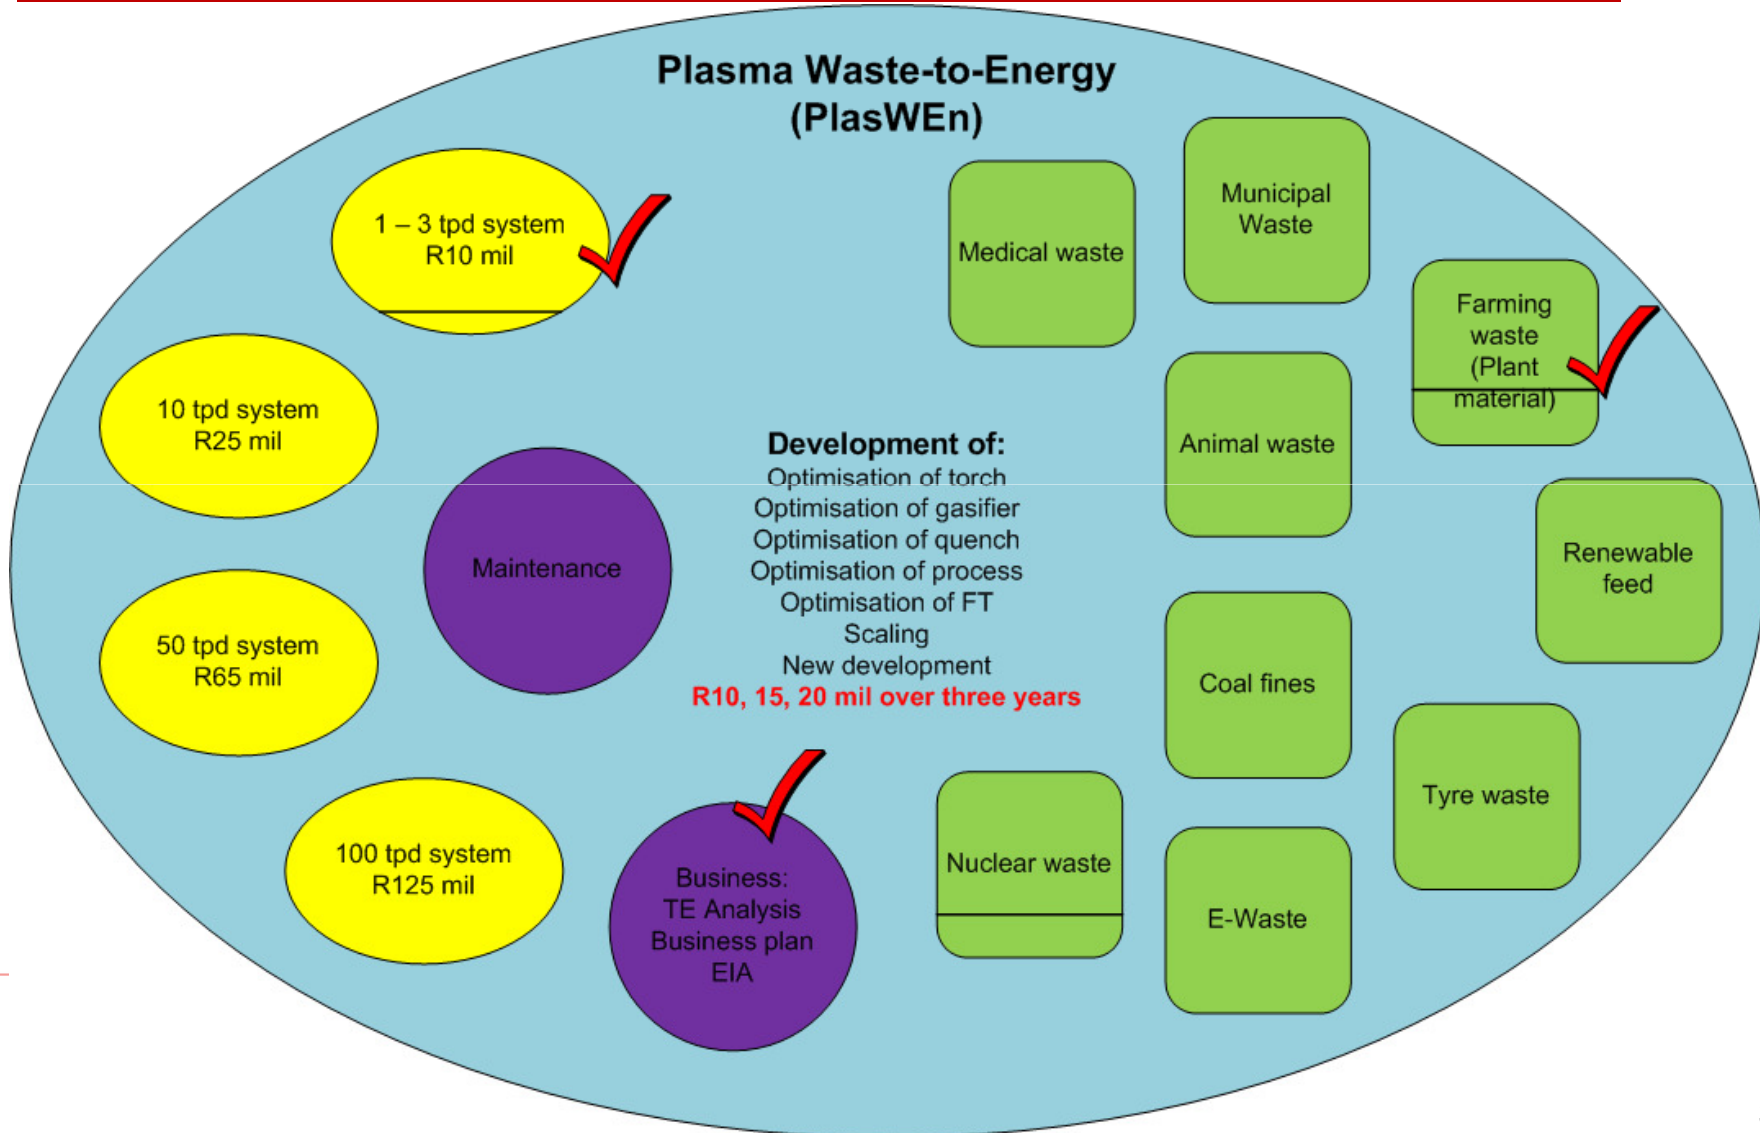 Plasma Waste-to-Energy
(PlasWEn)
1 – 3 tpd system
R10 mil
10 tpd system
R25 mil
50 tpd system
R65 mil
100 tpd system
R125 mil
Maintenance
Business:
TE Analysis
Business plan
EIA
Development of:
Optimisation of torch
Optimisation of gasifier
Optimisation of quench
Optimisation of process
Optimisation of FT
Scaling
New development
R10, 15, 20 mil over three years
Medical waste
Municipal
Waste
Farming
waste
(Plant
material)
Animal waste
Renewable
feed
Coal fines
Tyre waste
Nuclear waste
E-Waste